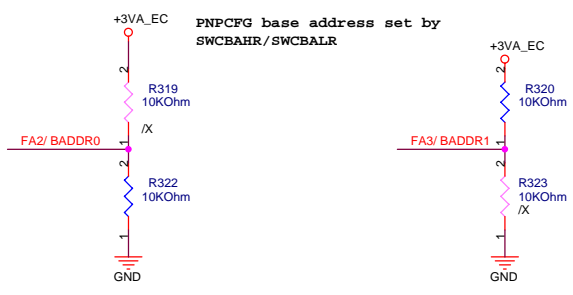 +3VA_EC
PNPCFG base address set by
SWCBAHR/SWCBALR
+3VA_EC
2
R319
10KOhm
/X
1
FA2/ BADDR0
2
R322
10KOhm
1
GND
2
R320
10KOhm
1
FA3/ BADDR1
2
R323
10KOhm
/X
1
GND